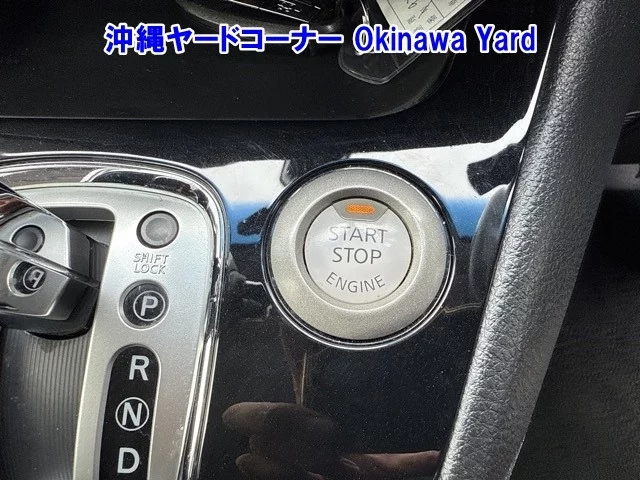 沖縄ヤードコーナー Okinawa Yard
START
STOP
ENGINE
SHIFT
LOCK
P
P
R
N
D